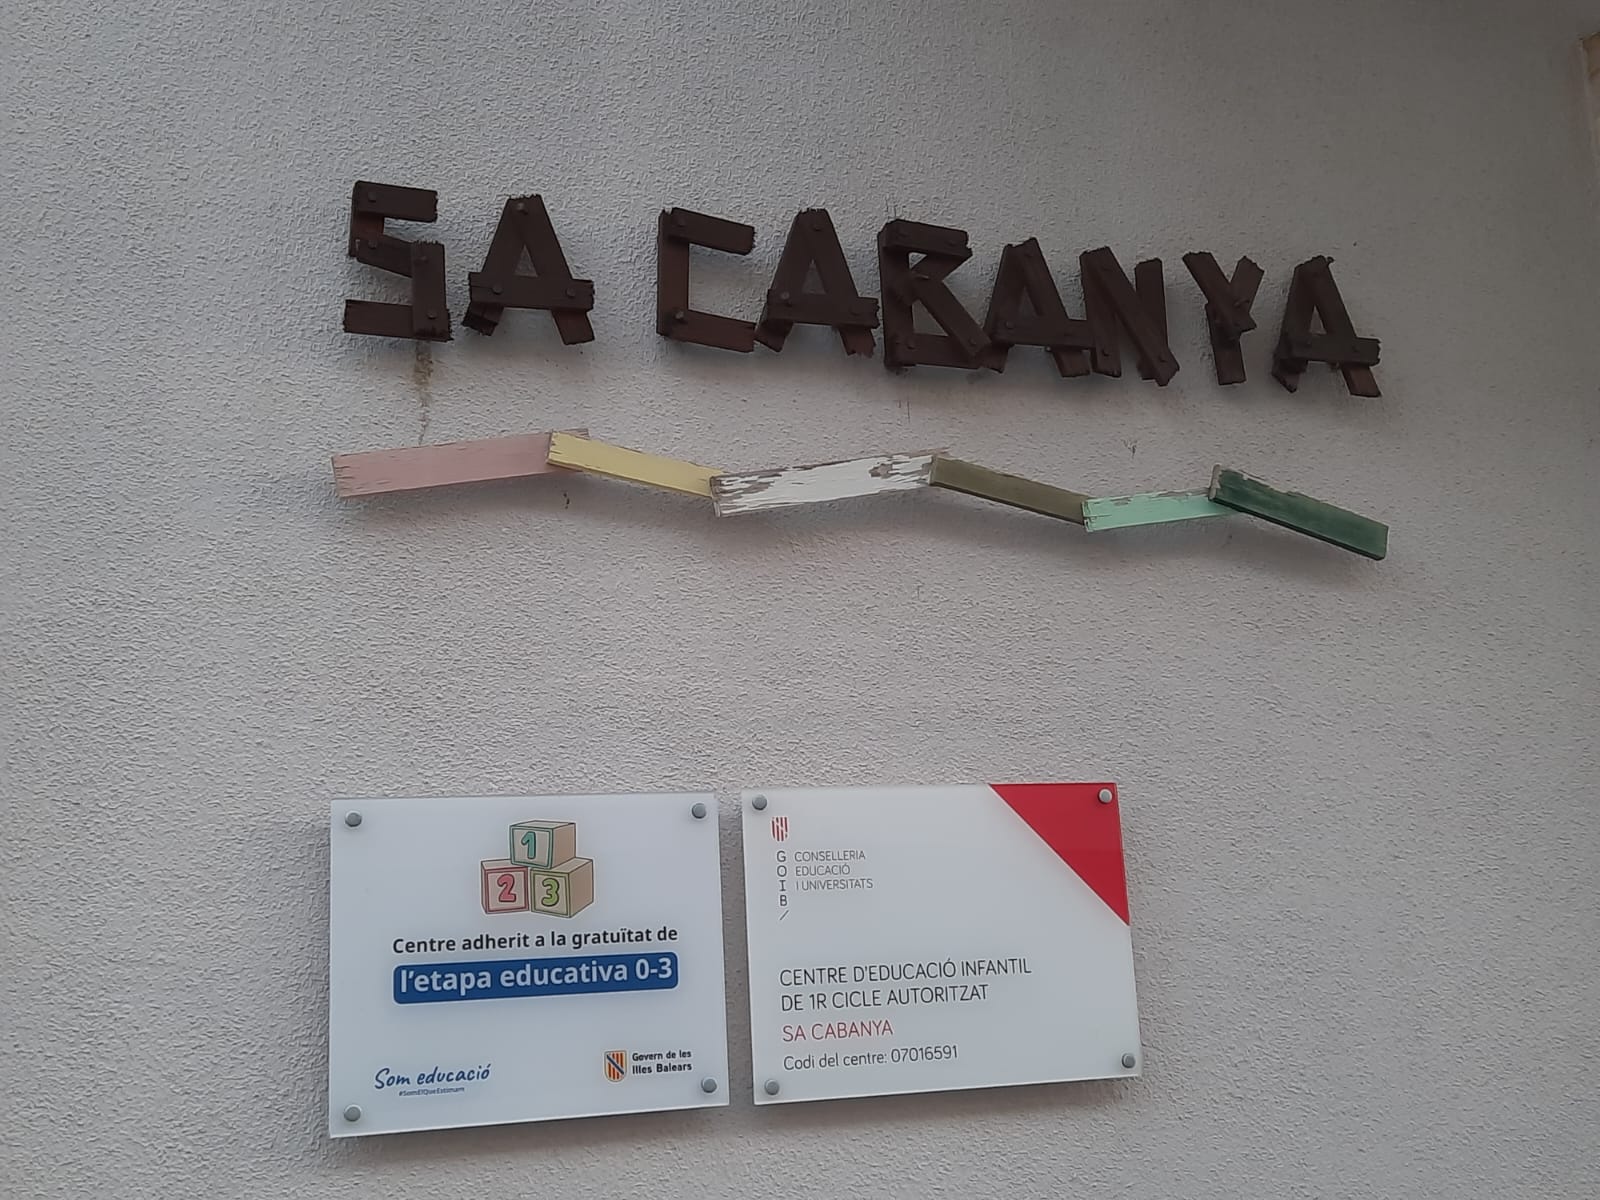 SA CABANYA
1
2 3
Centre adherit a la gratuïtat de
l'etapa educativa 0-3
Som educació
#SomElQueEstimam
Govern de les
Illes Balears
G CONSELLERIA
O EDUCACIÓ
I I UNIVERSITATS
B
/
CENTRE D'EDUCACIÓ INFANTIL
DE 1R CICLE AUTORITZAT
SA CABANYA
Codi del centre: 07016591